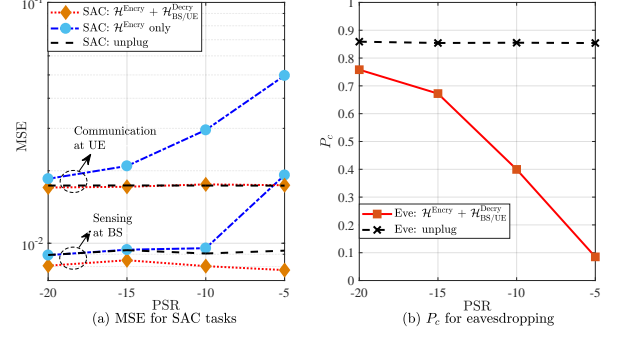 10^-1
SAC: ℋ^Encry + ℋ^Decry_BS/UE
SAC: ℋ^Encry only
SAC: unplug
MSE
Communication
at UE
Sensing
at BS
10^-2
-20 -15 -10 -5
PSR
(a) MSE for SAC tasks
1
0.9
0.8
0.7
0.6
0.5
0.4
0.3
0.2
0.1
0
P_c
Eve: ℋ^Encry + ℋ^Decry_BS/UE
Eve: unplug
-20 -15 -10 -5
PSR
(b) P_c for eavesdropping